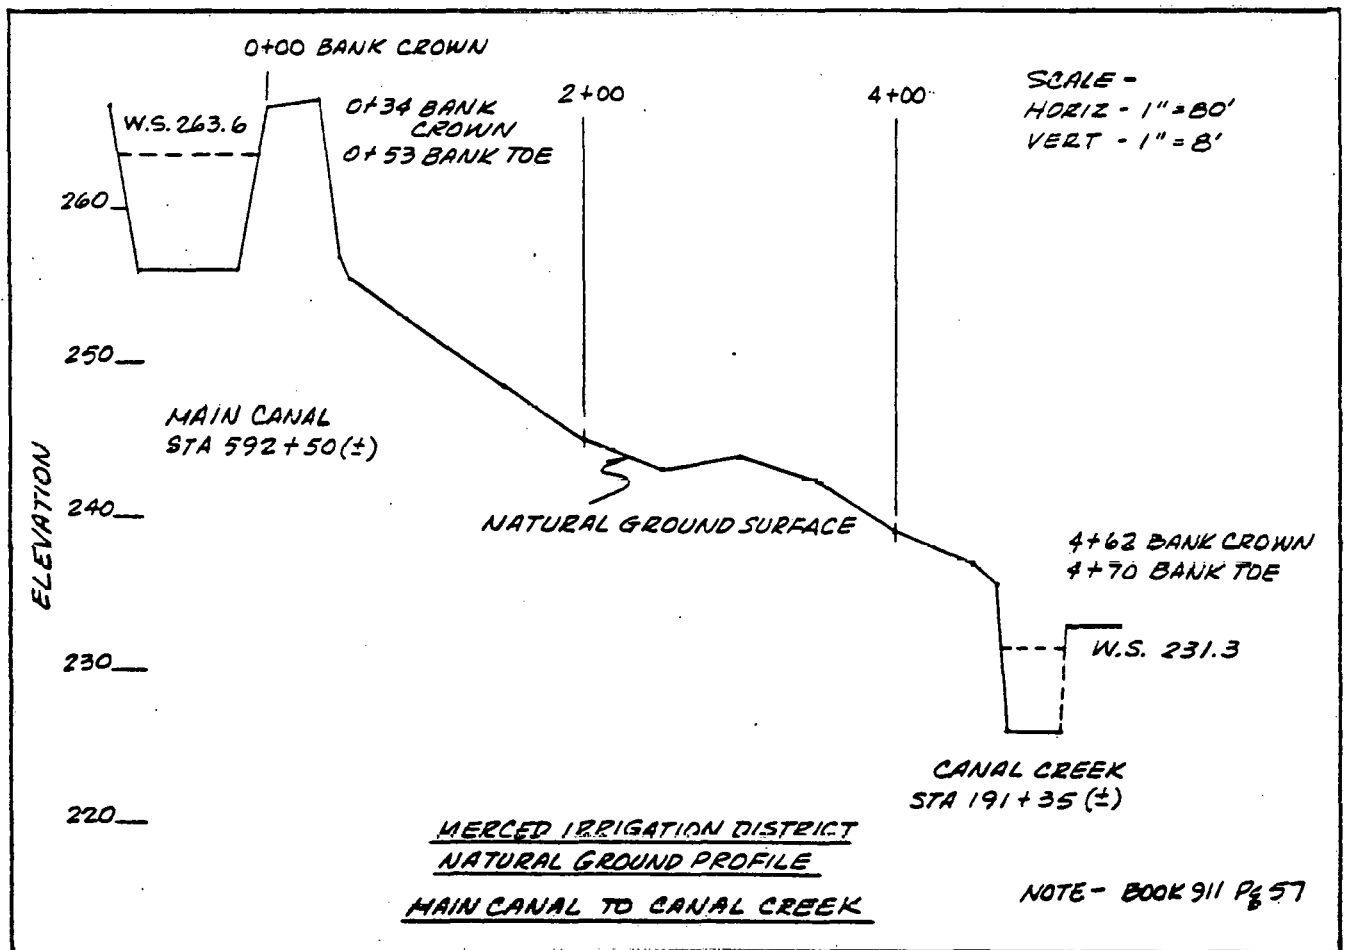 0+00 BANK CROWN
SCALE -
HORIZ - 1" = 80'
VERT - 1" = 8'
2+00
4+00
0+34 BANK
CROWN
0+53 BANK TOE
W.S. 263.6
260
250
MAIN CANAL
STA 592+50 (±)
ELEVATION
240
NATURAL GROUND SURFACE
4+62 BANK CROWN
4+70 BANK TOE
230
W.S. 231.3
CANAL CREEK
STA 191+35 (±)
220
MERCED IRRIGATION DISTRICT
NATURAL GROUND PROFILE
MAIN CANAL TO CANAL CREEK
NOTE - BOOK 911 Pg 57